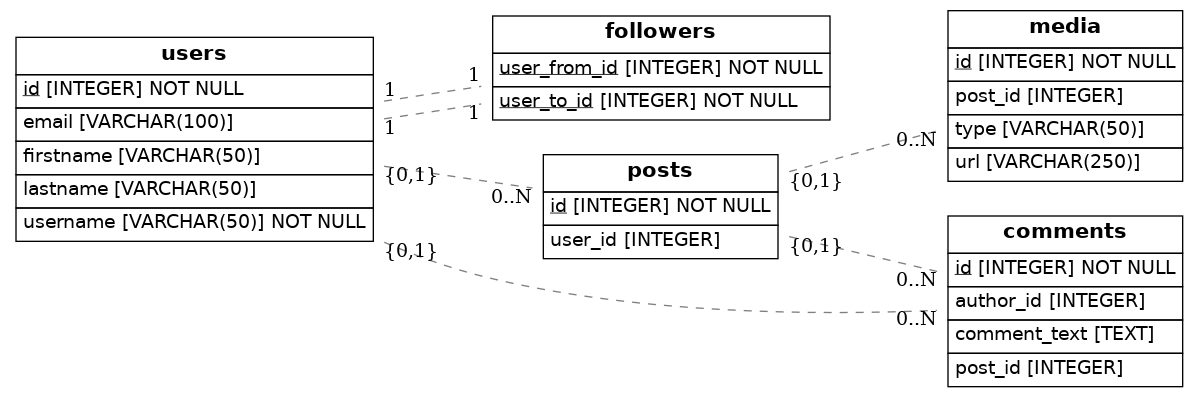 users
id [INTEGER] NOT NULL
email [VARCHAR(100)]
firstname [VARCHAR(50)]
lastname [VARCHAR(50)]
username [VARCHAR(50)] NOT NULL
1
1
{0,1}
{0,1}
followers
user_from_id [INTEGER] NOT NULL
user_to_id [INTEGER] NOT NULL
1
1
0..N
posts
id [INTEGER] NOT NULL
user_id [INTEGER]
{0,1}
{0,1}
media
id [INTEGER] NOT NULL
post_id [INTEGER]
type [VARCHAR(50)]
url [VARCHAR(250)]
0..N
comments
id [INTEGER] NOT NULL
author_id [INTEGER]
comment_text [TEXT]
post_id [INTEGER]
0..N
0..N